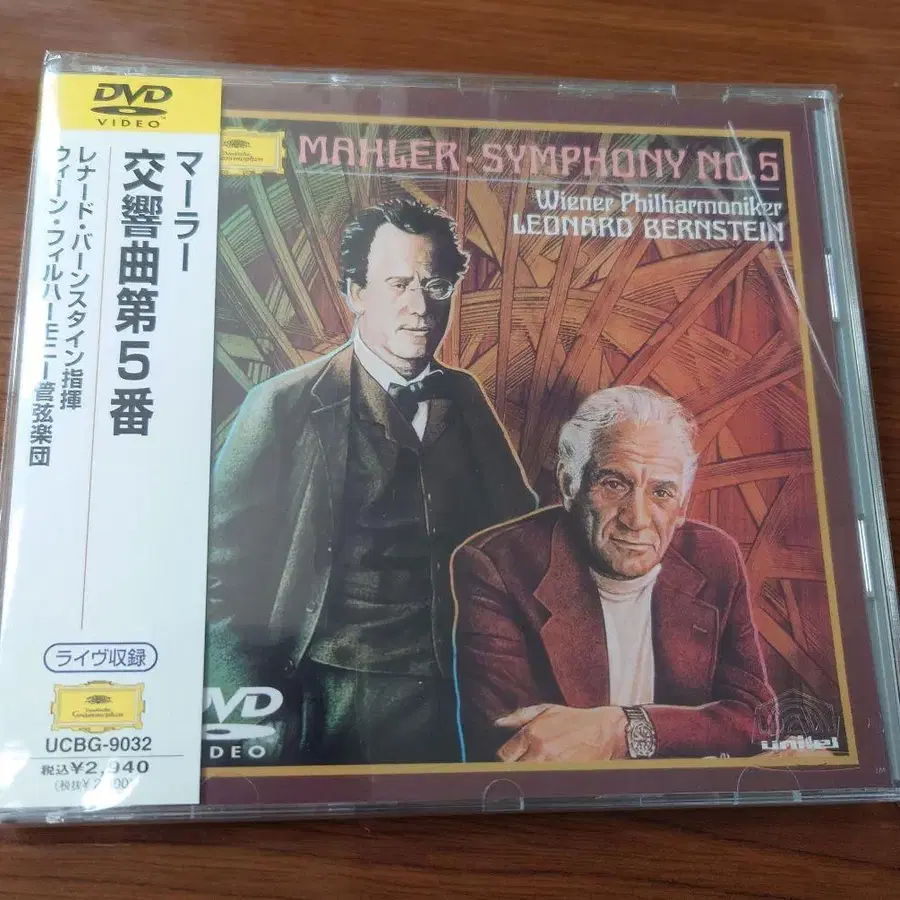 DVD
VIDEO
マーラー
交響曲第5番
レナード・バーンスタイン指揮
ウィーン・フィルハーモニー管弦楽団
ライヴ収録
Deutsche
Grammophon
UCBG-9032
税込¥2,940
MAHLER · SYMPHONY NO.5
Wiener Philharmoniker
LEONARD BERNSTEIN
DVD
VIDEO
unitel